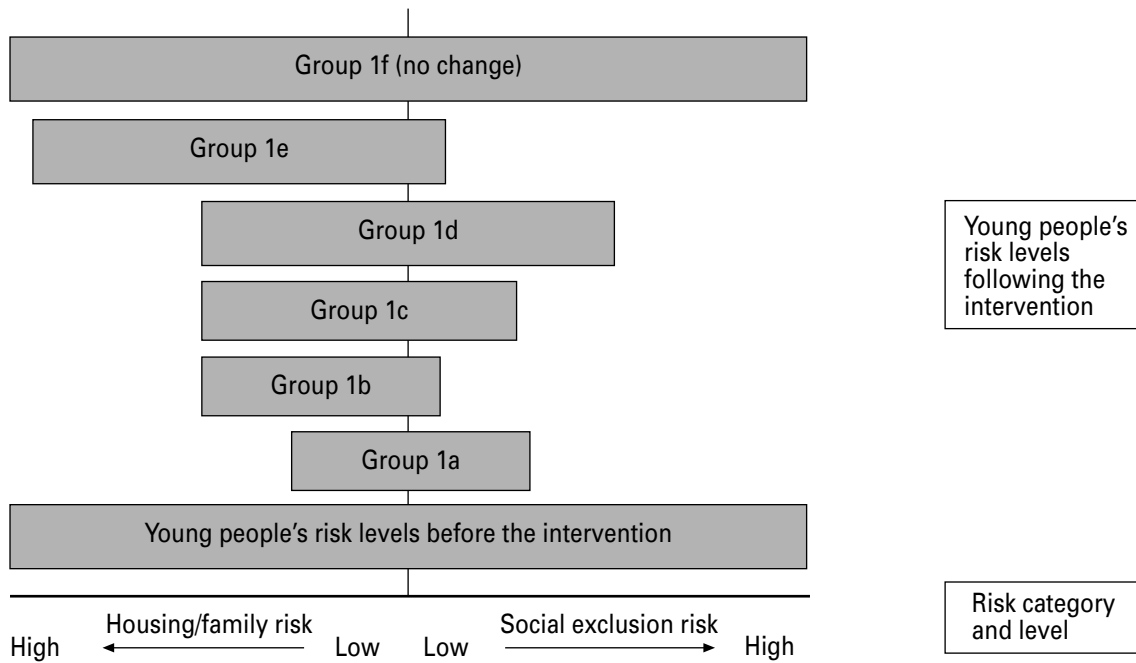 Group 1f (no change)
Group 1e
Group 1d
Group 1c
Group 1b
Group 1a
Young people’s risk levels before the intervention
Housing/family risk
Social exclusion risk
High
Low
Low
High
Young people’s
risk levels
following the
intervention
Risk category
and level